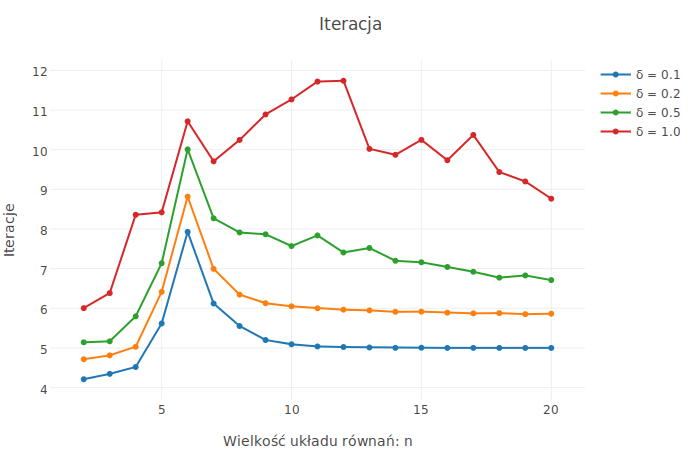 Iteracja
12
11
10
9
8
7
6
5
4
Iteracje
5
10
15
20
Wielkość układu równań: n
δ = 0.1
δ = 0.2
δ = 0.5
δ = 1.0